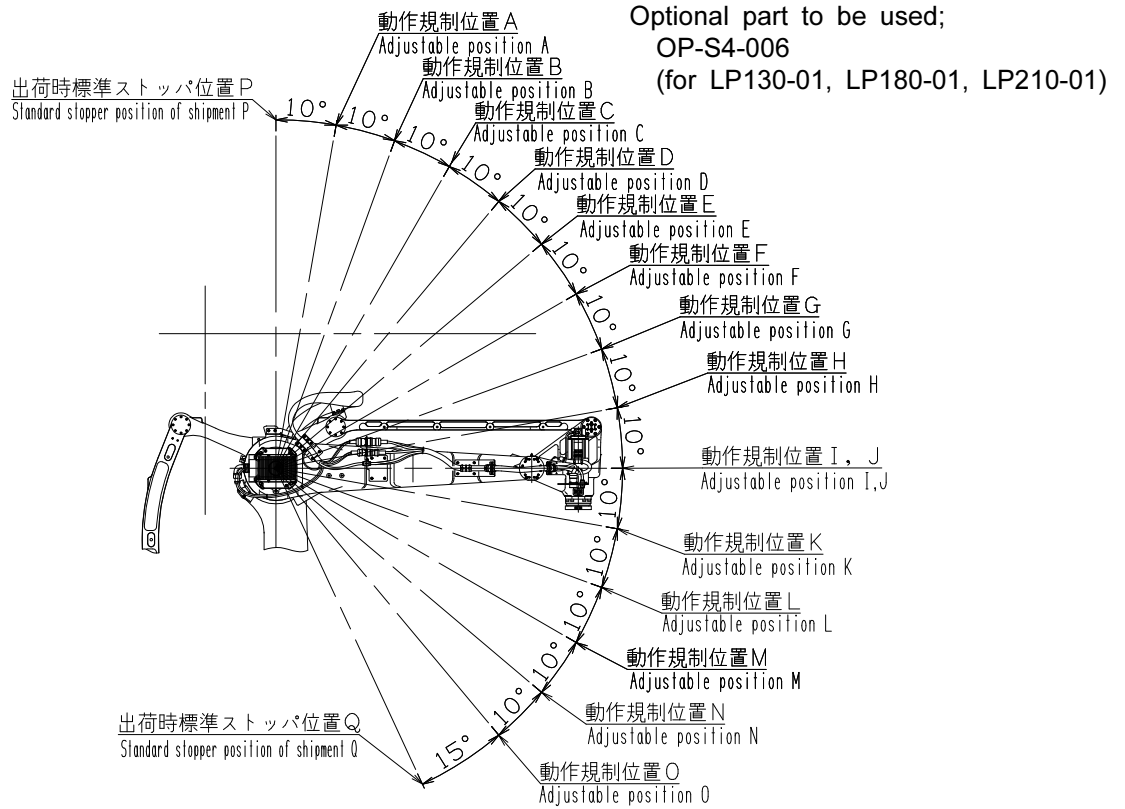 Optional part to be used;
OP-S4-006
(for LP130-01, LP180-01, LP210-01)
動作規制位置A
Adjustable position A
動作規制位置B
Adjustable position B
動作規制位置C
Adjustable position C
動作規制位置D
Adjustable position D
動作規制位置E
Adjustable position E
動作規制位置F
Adjustable position F
動作規制位置G
Adjustable position G
動作規制位置H
Adjustable position H
動作規制位置I, J
Adjustable position I,J
動作規制位置K
Adjustable position K
動作規制位置L
Adjustable position L
動作規制位置M
Adjustable position M
動作規制位置N
Adjustable position N
動作規制位置O
Adjustable position O
出荷時標準ストッパ位置P
Standard stopper position of shipment P
出荷時標準ストッパ位置Q
Standard stopper position of shipment Q
10°
10°
10°
10°
10°
10°
10°
10°
10°
10°
10°
10°
10°
10°
15°